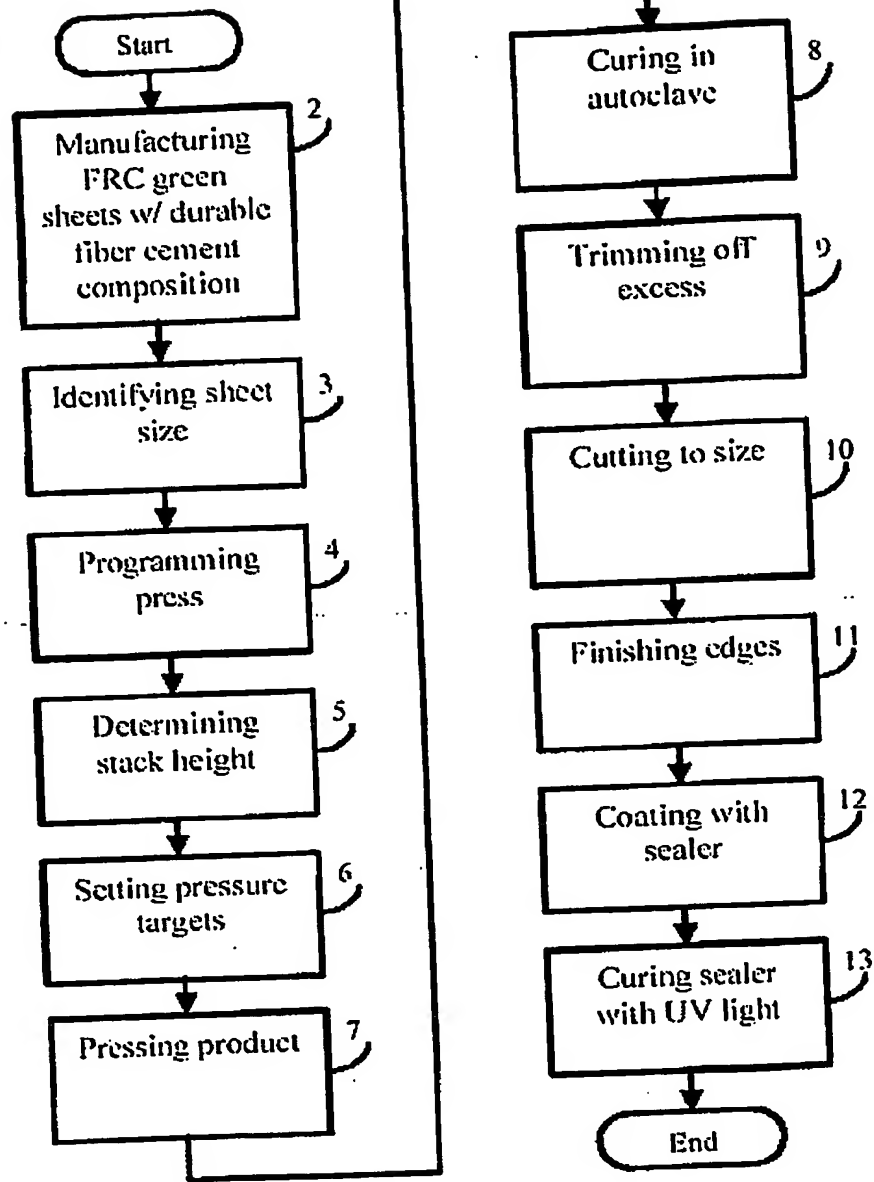 Start
2
Manufacturing
FRC green
sheets w/ durable
fiber cement
composition
3
Identifying sheet
size
4
Programming
press
5
Determining
stack height
6
Setting pressure
targets
7
Pressing product
8
Curing in
autoclave
9
Trimming off
excess
10
Cutting to size
11
Finishing edges
12
Coating with
sealer
13
Curing sealer
with UV light
End